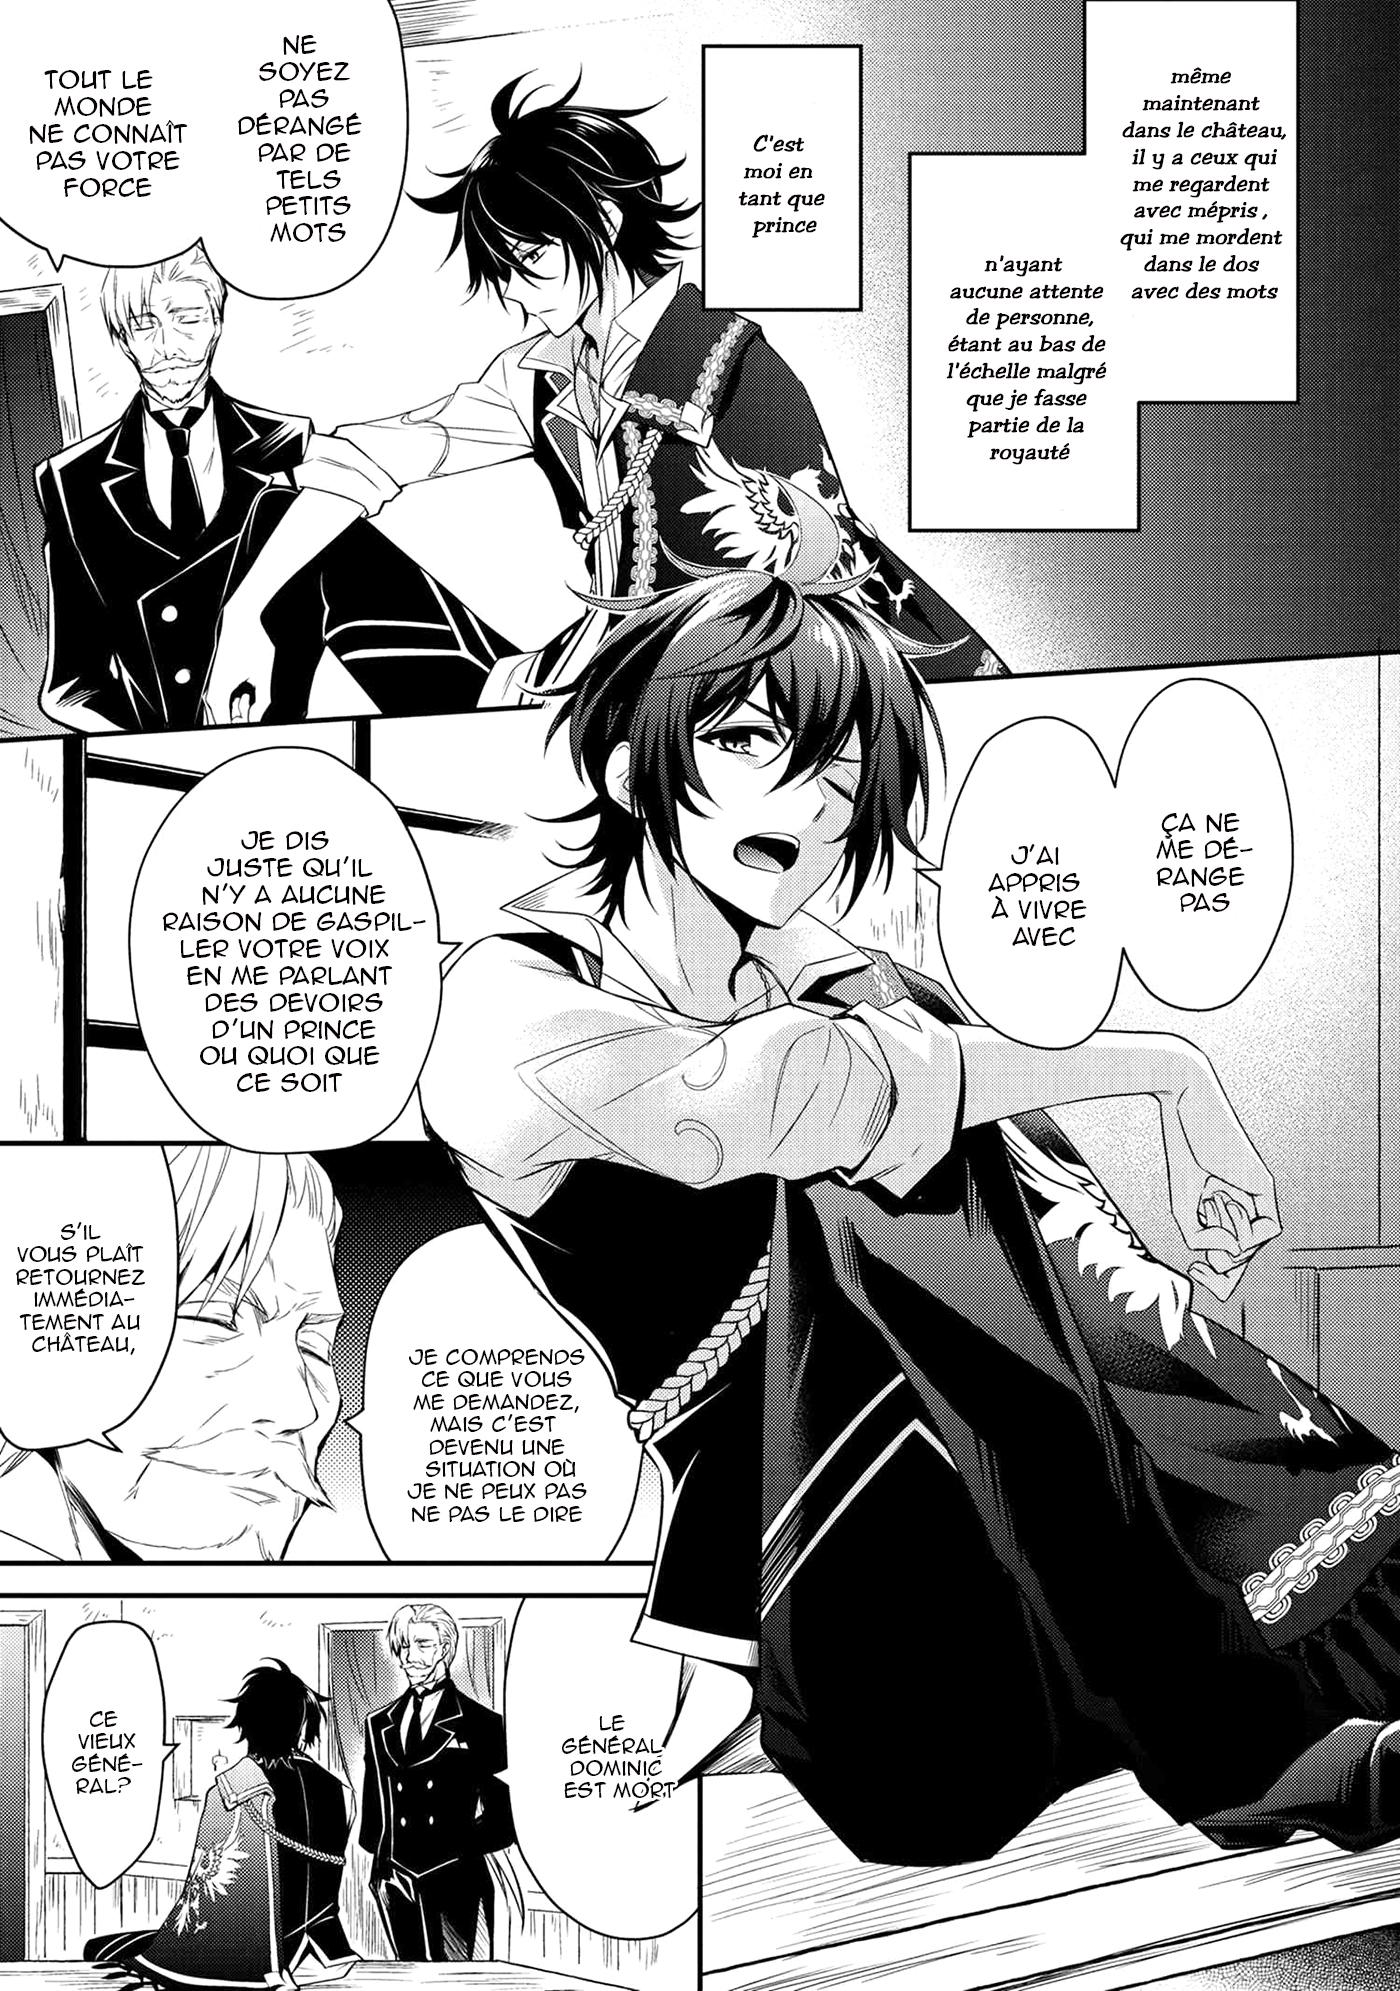 même
maintenant
dans le château,
il y a ceux qui
me regardent
avec mépris ,
qui me mordent
dans le dos
avec des mots
n'ayant
aucune attente
de personne,
étant au bas de
l'échelle malgré
que je fasse
partie de la
royauté
C'est
moi en
tant que
prince
NE
SOYEZ
PAS
DÉRANGÉ
PAR DE
TELS
PETITS
MOTS
TOUT LE
MONDE
NE CONNAÎT
PAS VOTRE
FORCE
ÇA NE
ME DÉ-
RANGE
PAS
J'AI
APPRIS
À VIVRE
AVEC
JE DIS
JUSTE QU'IL
N'Y A AUCUNE
RAISON DE GASPIL-
LER VOTRE VOIX
EN ME PARLANT
DES DEVOIRS
D'UN PRINCE
OU QUOI QUE
CE SOIT
JE COMPRENDS
CE QUE VOUS
ME DEMANDEZ,
MAIS C'EST
DEVENU UNE
SITUATION OÙ
JE NE PEUX PAS
NE PAS LE DIRE
S'IL
VOUS PLAÎT
RETOURNEZ
IMMÉDIA-
TEMENT AU
CHÂTEAU,
LE
GÉNÉRAL
DOMINIC
EST MORT
CE
VIEUX
GÉNÉ-
RAL?